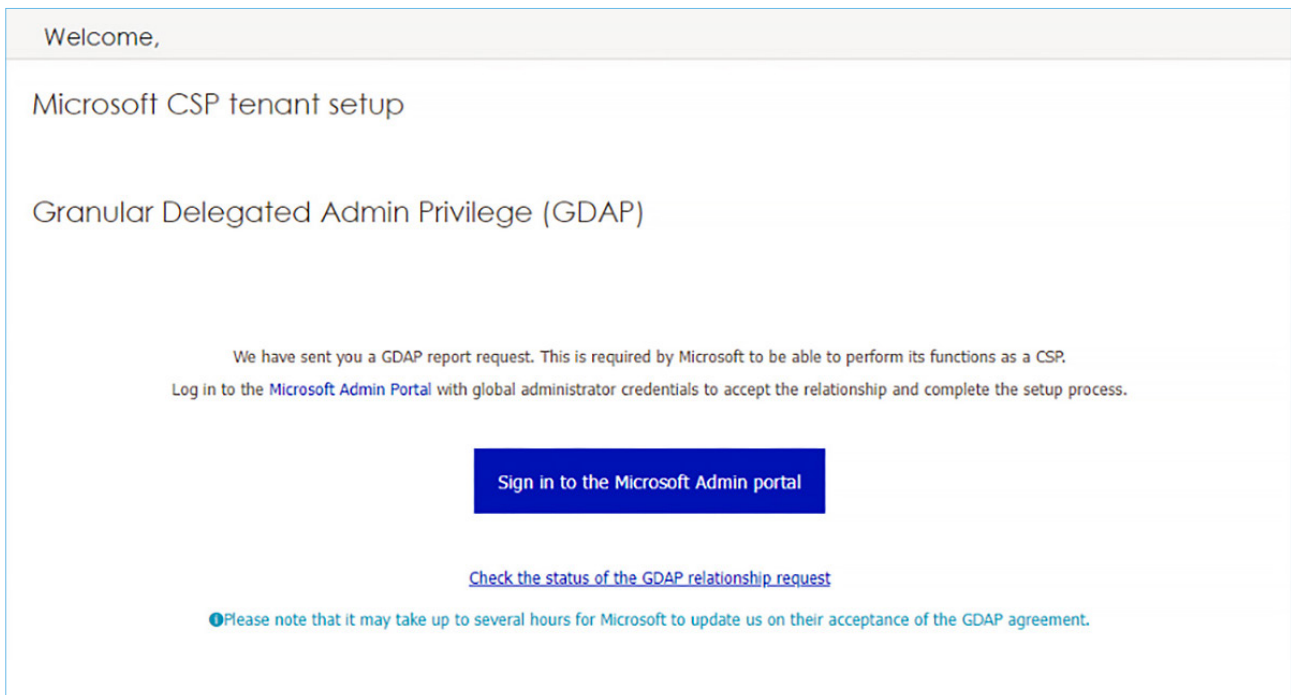 Welcome,
Microsoft CSP tenant setup
Granular Delegated Admin Privilege (GDAP)
We have sent you a GDAP report request. This is required by Microsoft to be able to perform its functions as a CSP.
Log in to the Microsoft Admin Portal with global administrator credentials to accept the relationship and complete the setup process.
Sign in to the Microsoft Admin portal
Check the status of the GDAP relationship request
Please note that it may take up to several hours for Microsoft to update us on their acceptance of the GDAP agreement.